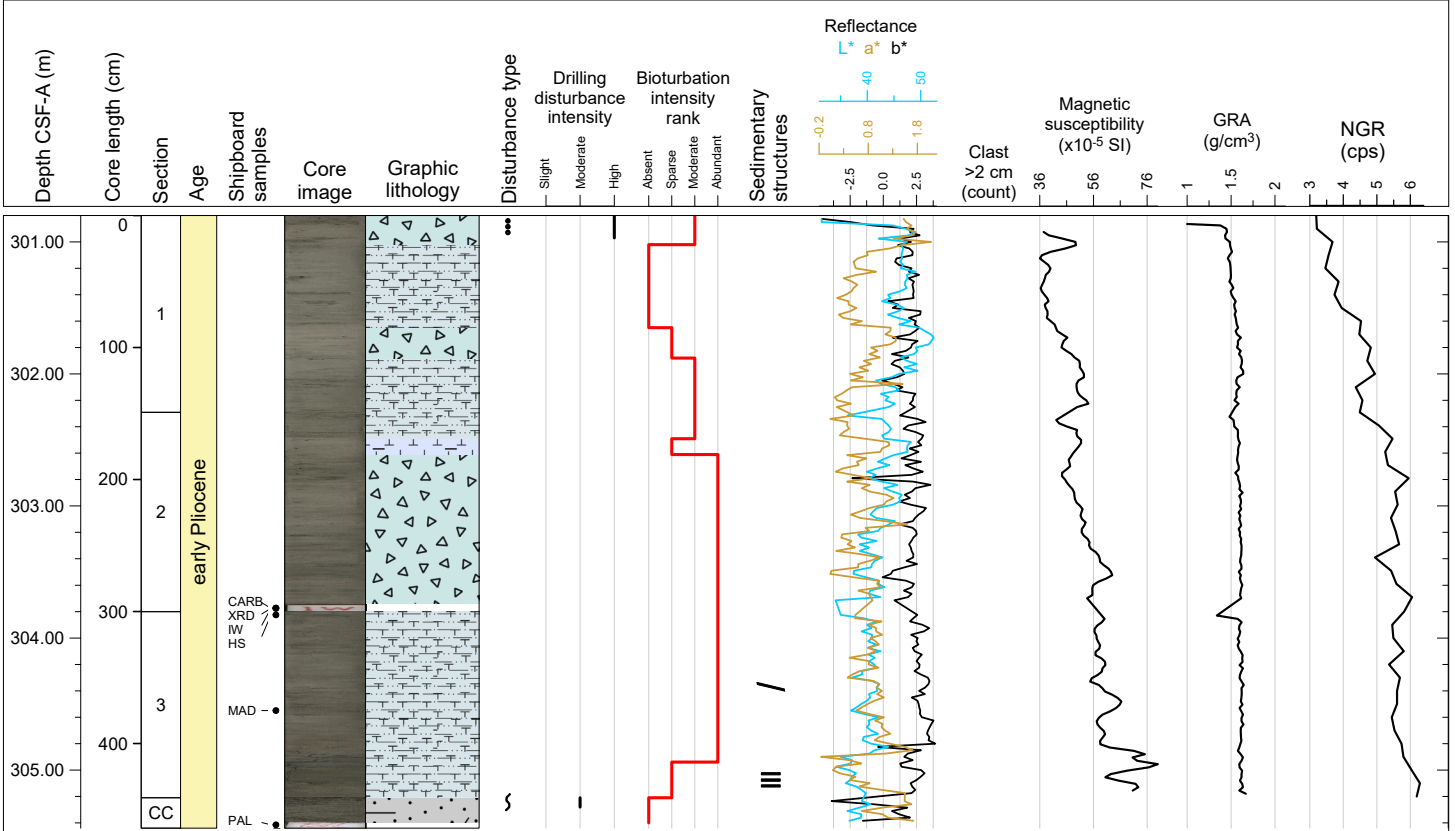 Depth CSF-A (m)
Core length (cm)
Section
Age
Shipboard
samples
Core
image
Graphic
lithology
Disturbance type
Drilling
disturbance
intensity
Slight
Moderate
High
Bioturbation
intensity
rank
Absent
Sparse
Moderate
Abundant
Sedimentary
structures
Reflectance
L* a* b*
40 50
-0.2 0.8 1.8
-2.5 0.0 2.5
Clast
>2 cm
(count)
Magnetic
susceptibility
(x10-5 SI)
36 56 76
GRA
(g/cm3)
1 1.5 2
NGR
(cps)
3 4 5 6
0
301.00
1
100
302.00
200
2
303.00
early Pliocene
CARB
300
XRD
IW
304.00
HS
3
MAD
400
305.00
CC
PAL